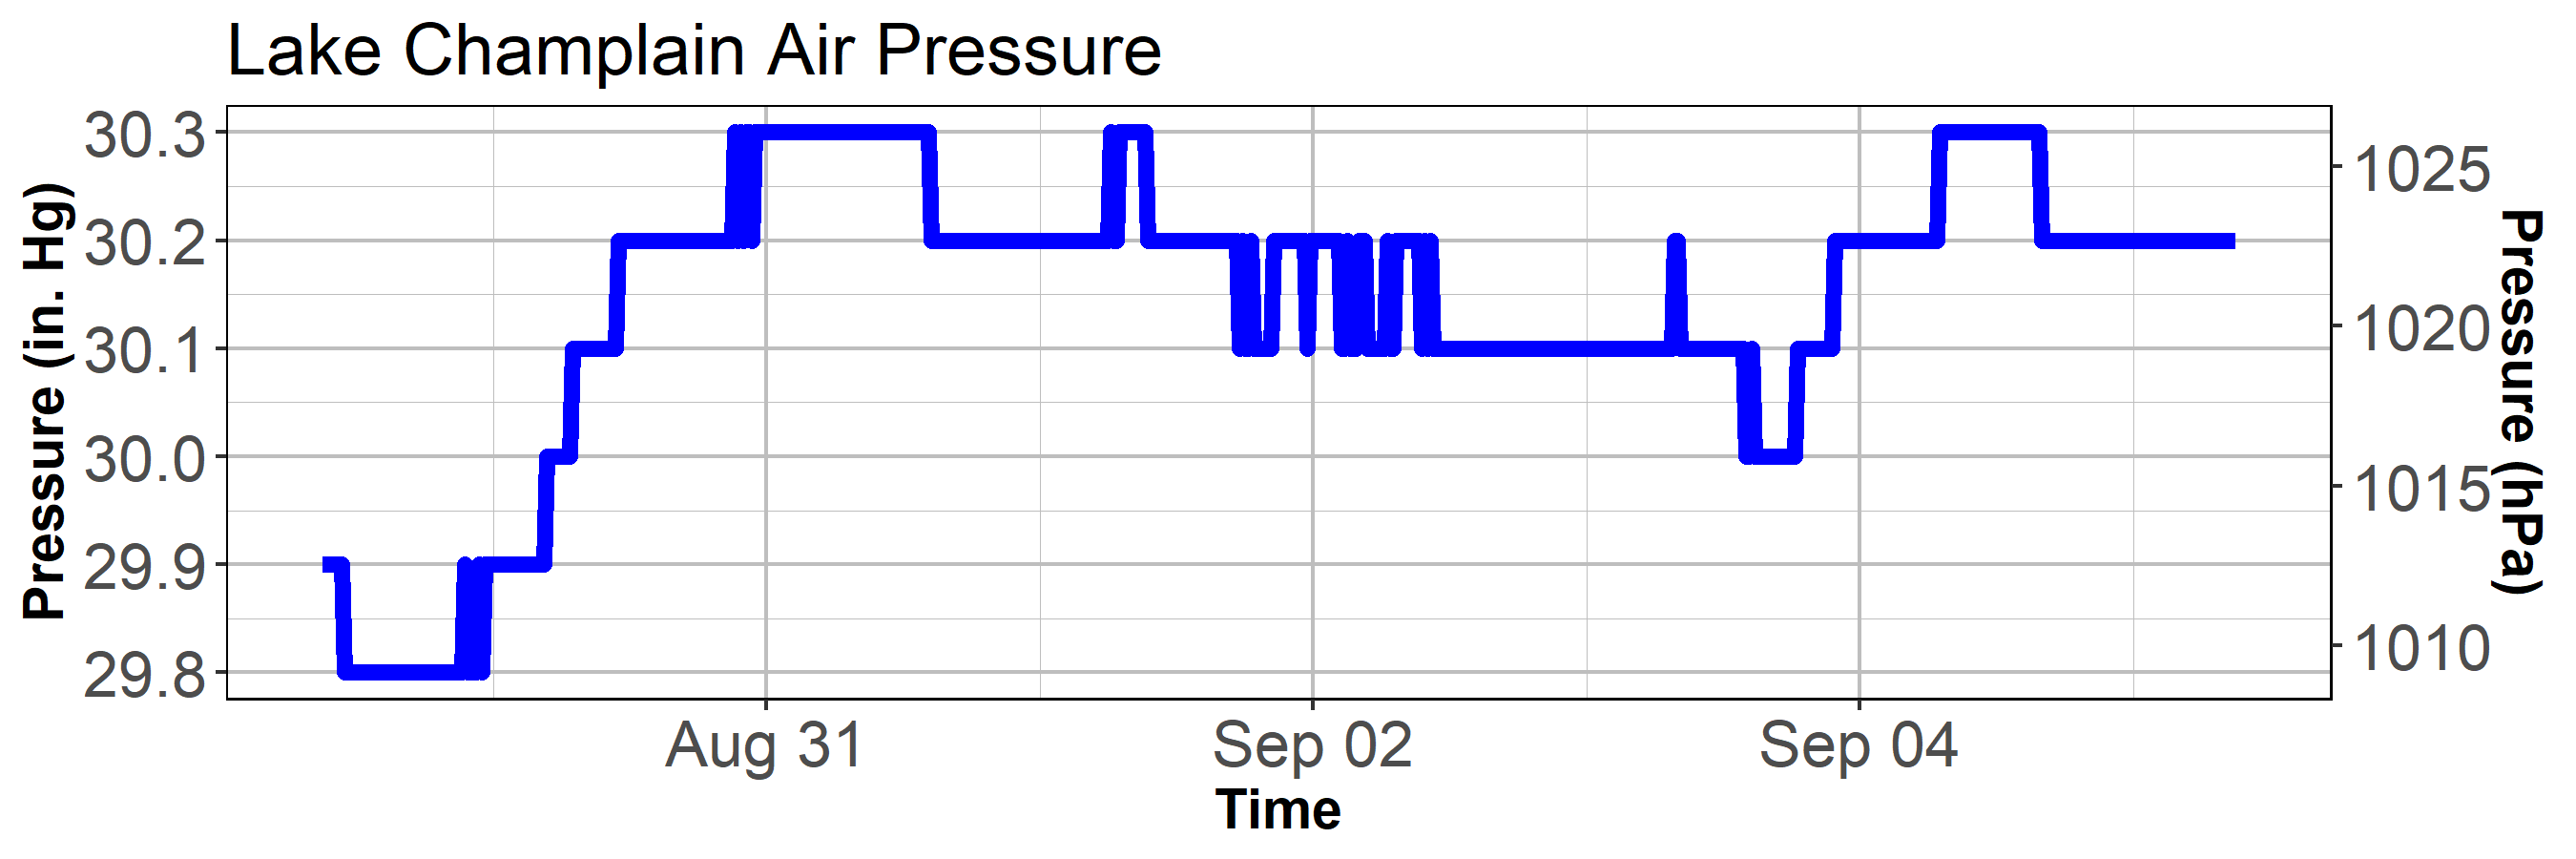 Lake Champlain Air Pressure
Pressure (in. Hg)
30.3
30.2
30.1
30.0
29.9
29.8
1025
1020
1015
1010
Pressure (hPa)
Aug 31
Sep 02
Sep 04
Time